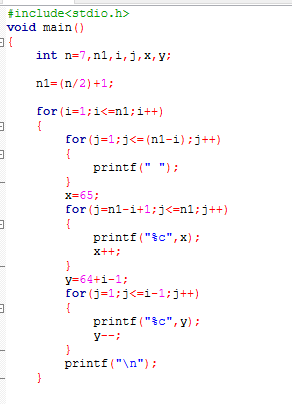 #include<stdio.h>
void main()
{
    int n=7,n1,i,j,x,y;

    n1=(n/2)+1;

    for(i=1;i<=n1;i++)
    {
        for(j=1;j<=(n1-i);j++)
        {
            printf(" ");
        }
        x=65;
        for(j=n1-i+1;j<=n1;j++)
        {
            printf("%c",x);
            x++;
        }
        y=64+i-1;
        for(j=1;j<=i-1;j++)
        {
            printf("%c",y);
            y--;
        }
        printf("\n");
    }